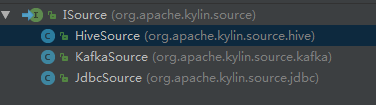 ISource (org.apache.kylin.source)
HiveSource (org.apache.kylin.source.hive)
KafkaSource (org.apache.kylin.source.kafka)
JdbcSource (org.apache.kylin.source.jdbc)